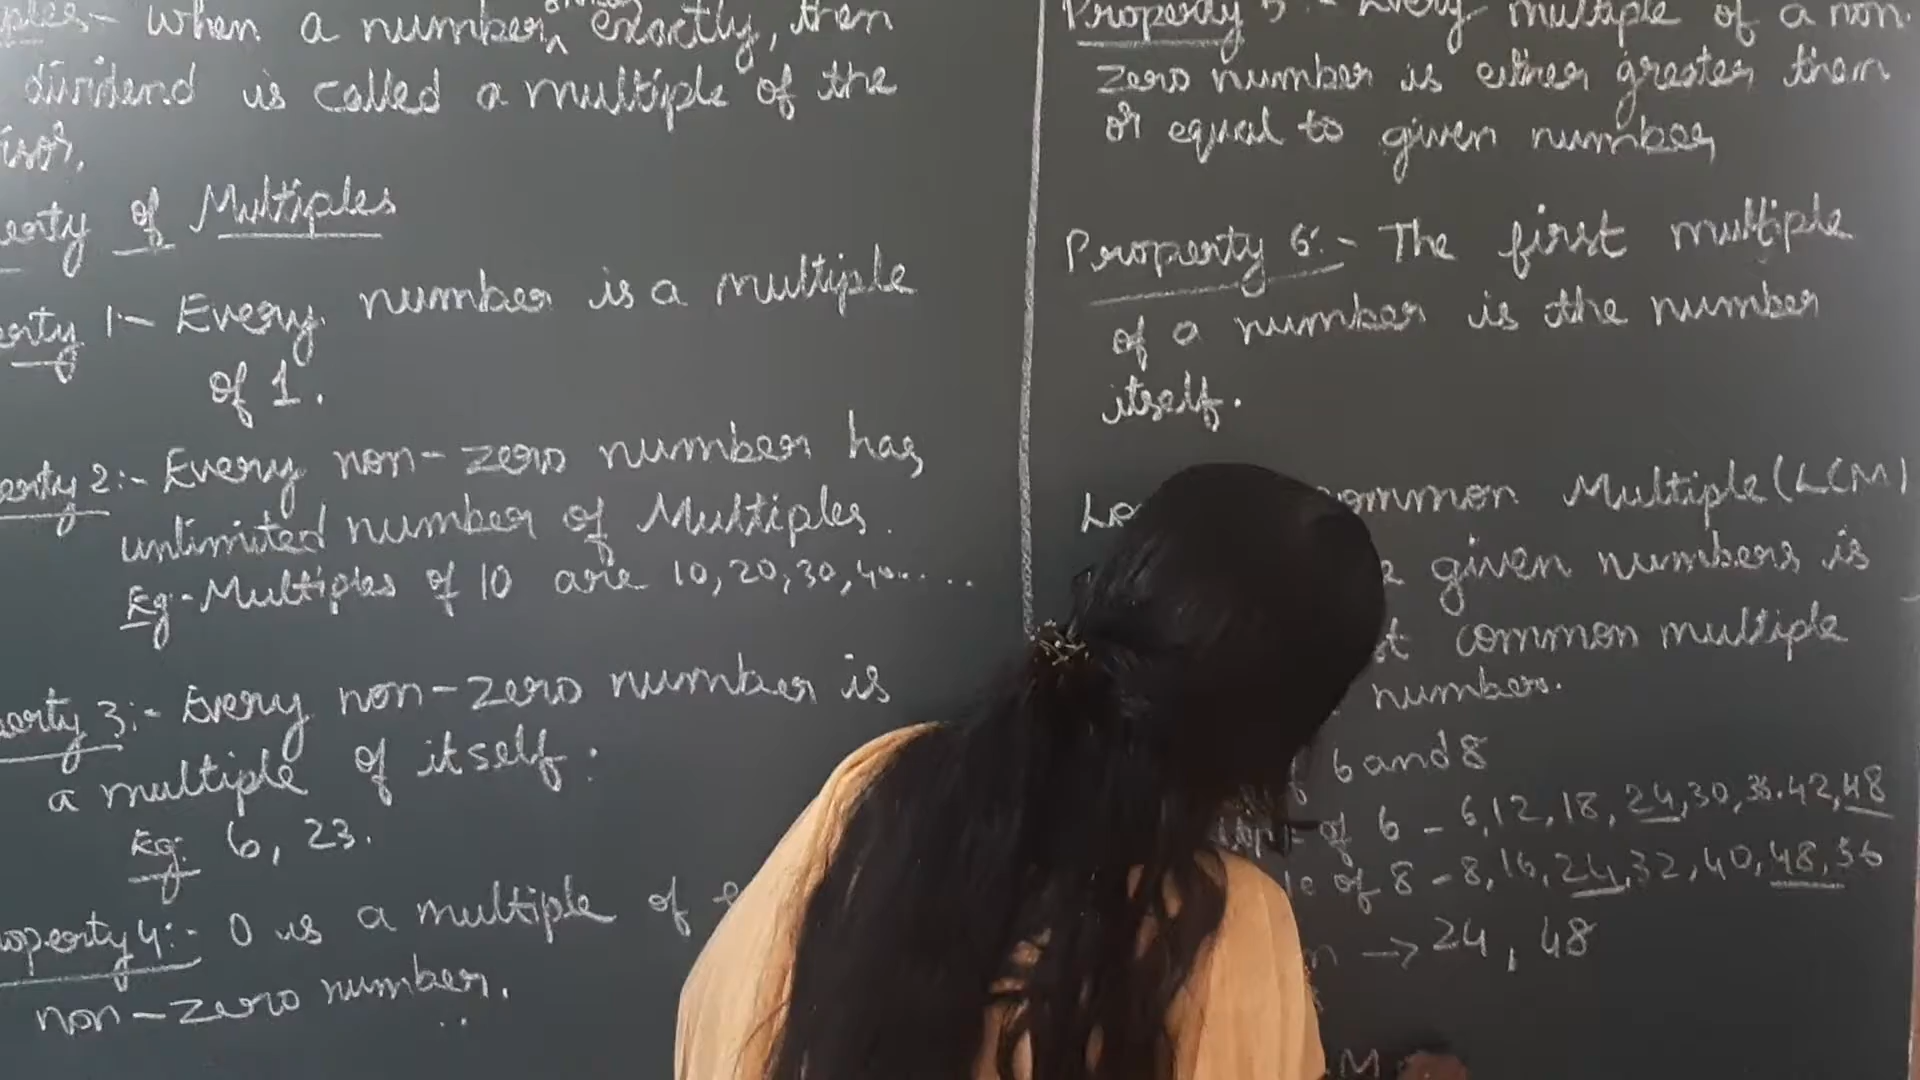 When a number divides exactly, then
dividend is called a multiple of the
of Multiples
1:- Every number is a multiple
of 1.
2:- Every non-zero number has
unlimited number of Multiples.
Eg:- Multiples of 10 are 10, 20, 30, 40......
3:- Every non-zero number is
a multiple of itself.
Eg: 6, 23.
4:- 0 is a multiple of
non-zero number.
Property 5:- Every multiple of a non-
zero number is either greater than
or equal to given number
Property 6:- The first multiple
of a number is the number
itself.
Multiple (LCM)
given numbers is
common multiple
number.
6 and 8
of 6 - 6, 12, 18, 24, 30, 36. 42, 48
of 8 - 8, 16, 24, 32, 40, 48, 56
→ 24, 48